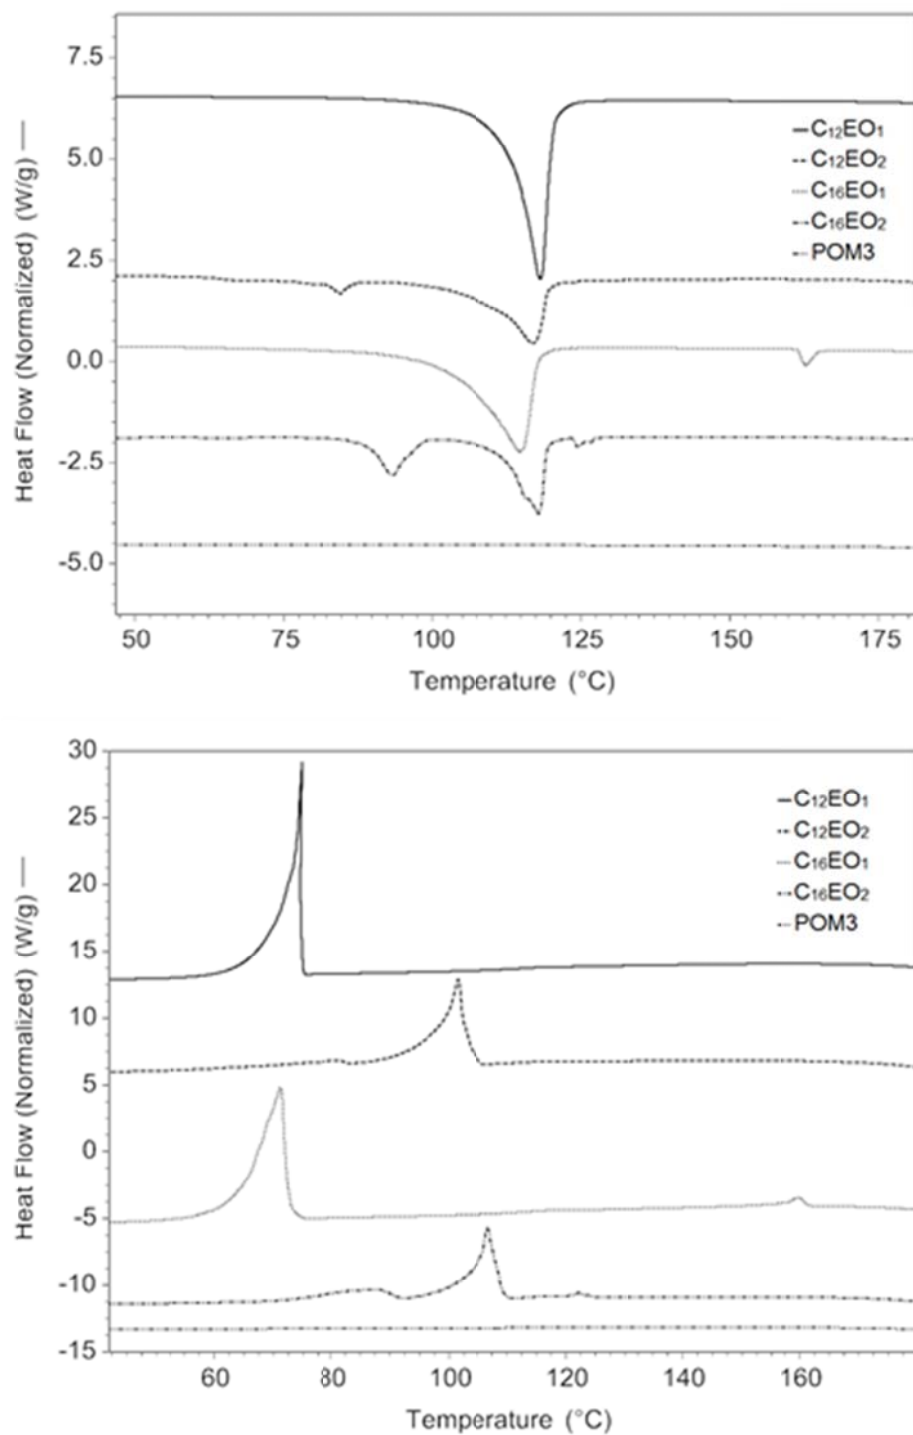 7.5
5.0
2.5
0.0
-2.5
-5.0
Heat Flow (Normalized) (W/g) —
C₁₂EO₁
C₁₂EO₂
C₁₆EO₁
C₁₆EO₂
POM3
50 75 100 125 150 175
Temperature (°C)
30
25
20
15
10
5
0
-5
-10
-15
Heat Flow (Normalized) (W/g) —
C₁₂EO₁
C₁₂EO₂
C₁₆EO₁
C₁₆EO₂
POM3
60 80 100 120 140 160
Temperature (°C)